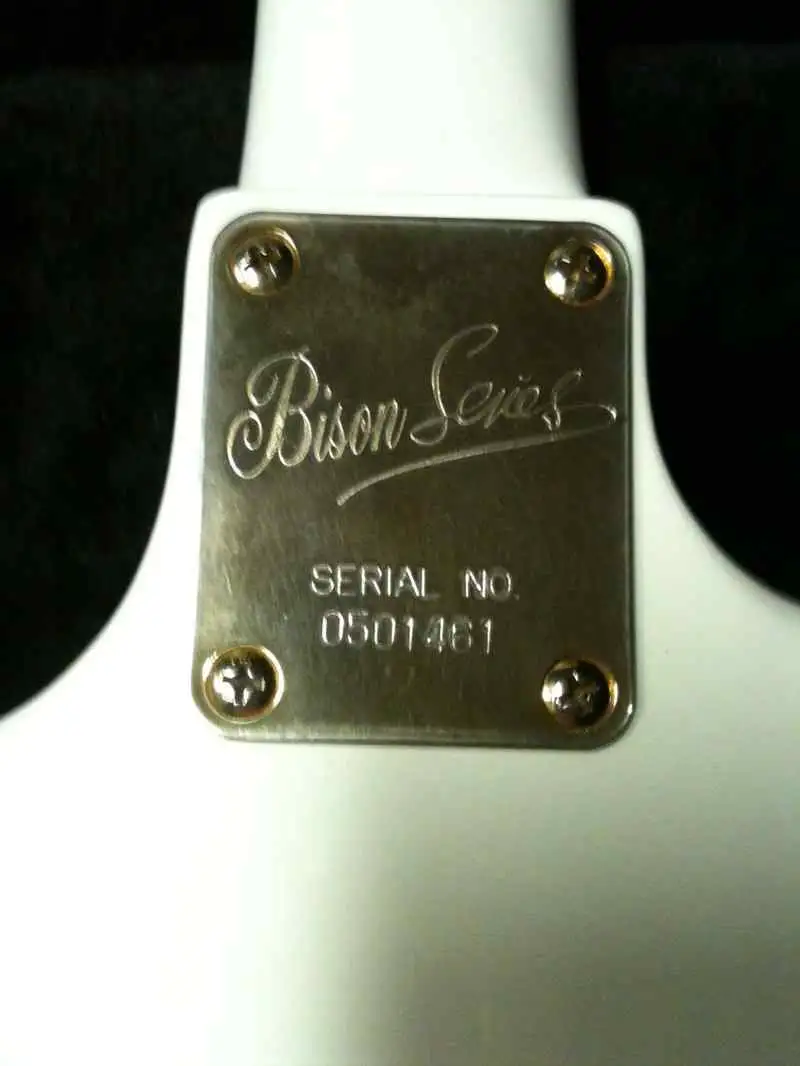 Bison Series
SERIAL NO.
0501461